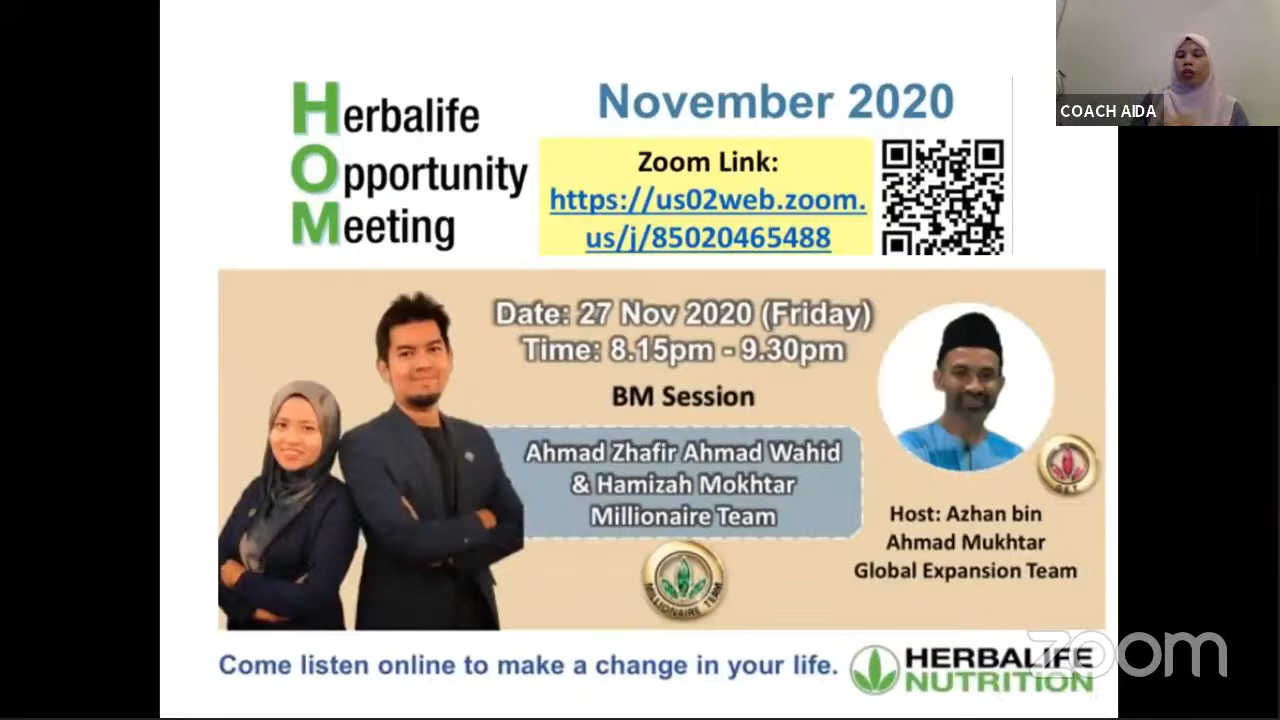 Herbalife
Opportunity
Meeting
November 2020
Zoom Link:
https://us02web.zoom.
us/j/85020465488
COACH AIDA
Date: 27 Nov 2020 (Friday)
Time: 8.15pm - 9.30pm
BM Session
Ahmad Zhafir Ahmad Wahid
& Hamizah Mokhtar
Millionaire Team
MILLIONAIRE TEAM
G.E.T
Host: Azhan bin
Ahmad Mukhtar
Global Expansion Team
Come listen online to make a change in your life.
HERBALIFE
NUTRITION
zoom